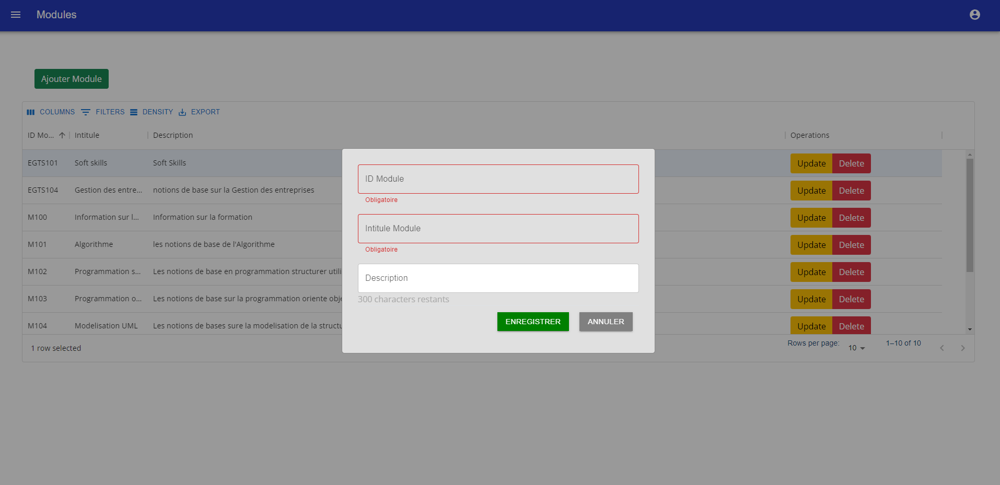 Modules
Ajouter Module
COLUMNS FILTERS DENSITY EXPORT
ID Mo... Intitule Description Operations
EGTS101 Soft skills Soft Skills Update Delete
EGTS104 Gestion des entre... notions de base sur la Gestion des entreprises Update Delete
M100 Information sur l... Information sur la formation Update Delete
M101 Algorithme les notions de base de l'Algorithme Update Delete
M102 Programmation s... Les notions de base en programmation structurer utili Update Delete
M103 Programmation o... Les notions de base sur la programmation oriente obje Update Delete
M104 Modelisation UML Les notions de bases sure la modelisation de la structu Update Delete
1 row selected Rows per page: 10 1–10 of 10
ID Module
Obligatoire
Intitule Module
Obligatoire
Description
300 characters restants
ENREGISTRER ANNULER